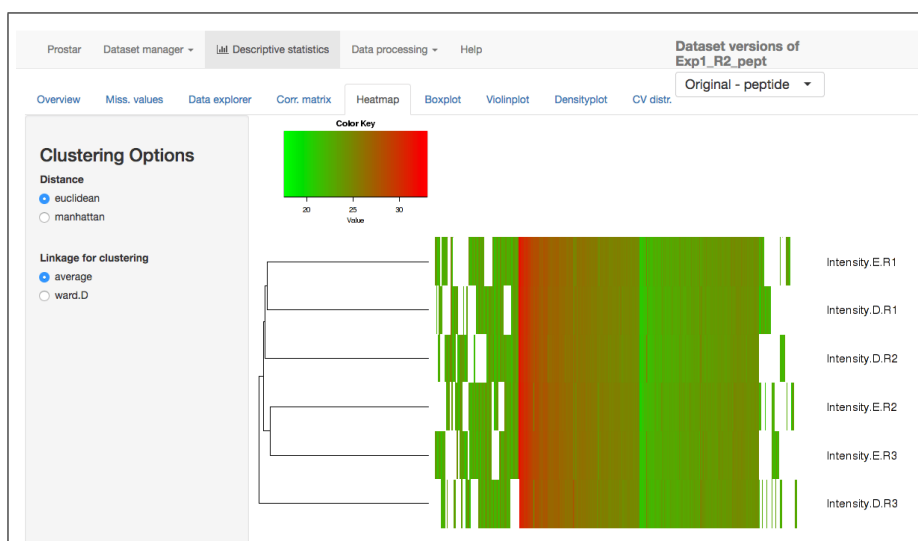 Prostar Dataset manager Descriptive statistics Data processing Help
Dataset versions of
Exp1_R2_pept
Original - peptide
Overview Miss. values Data explorer Corr. matrix Heatmap Boxplot Violinplot Densityplot CV distr.
Clustering Options
Distance
euclidean
manhattan
Linkage for clustering
average
ward.D
Color Key
20 25 30
Value
Intensity.E.R1
Intensity.D.R1
Intensity.D.R2
Intensity.E.R2
Intensity.E.R3
Intensity.D.R3